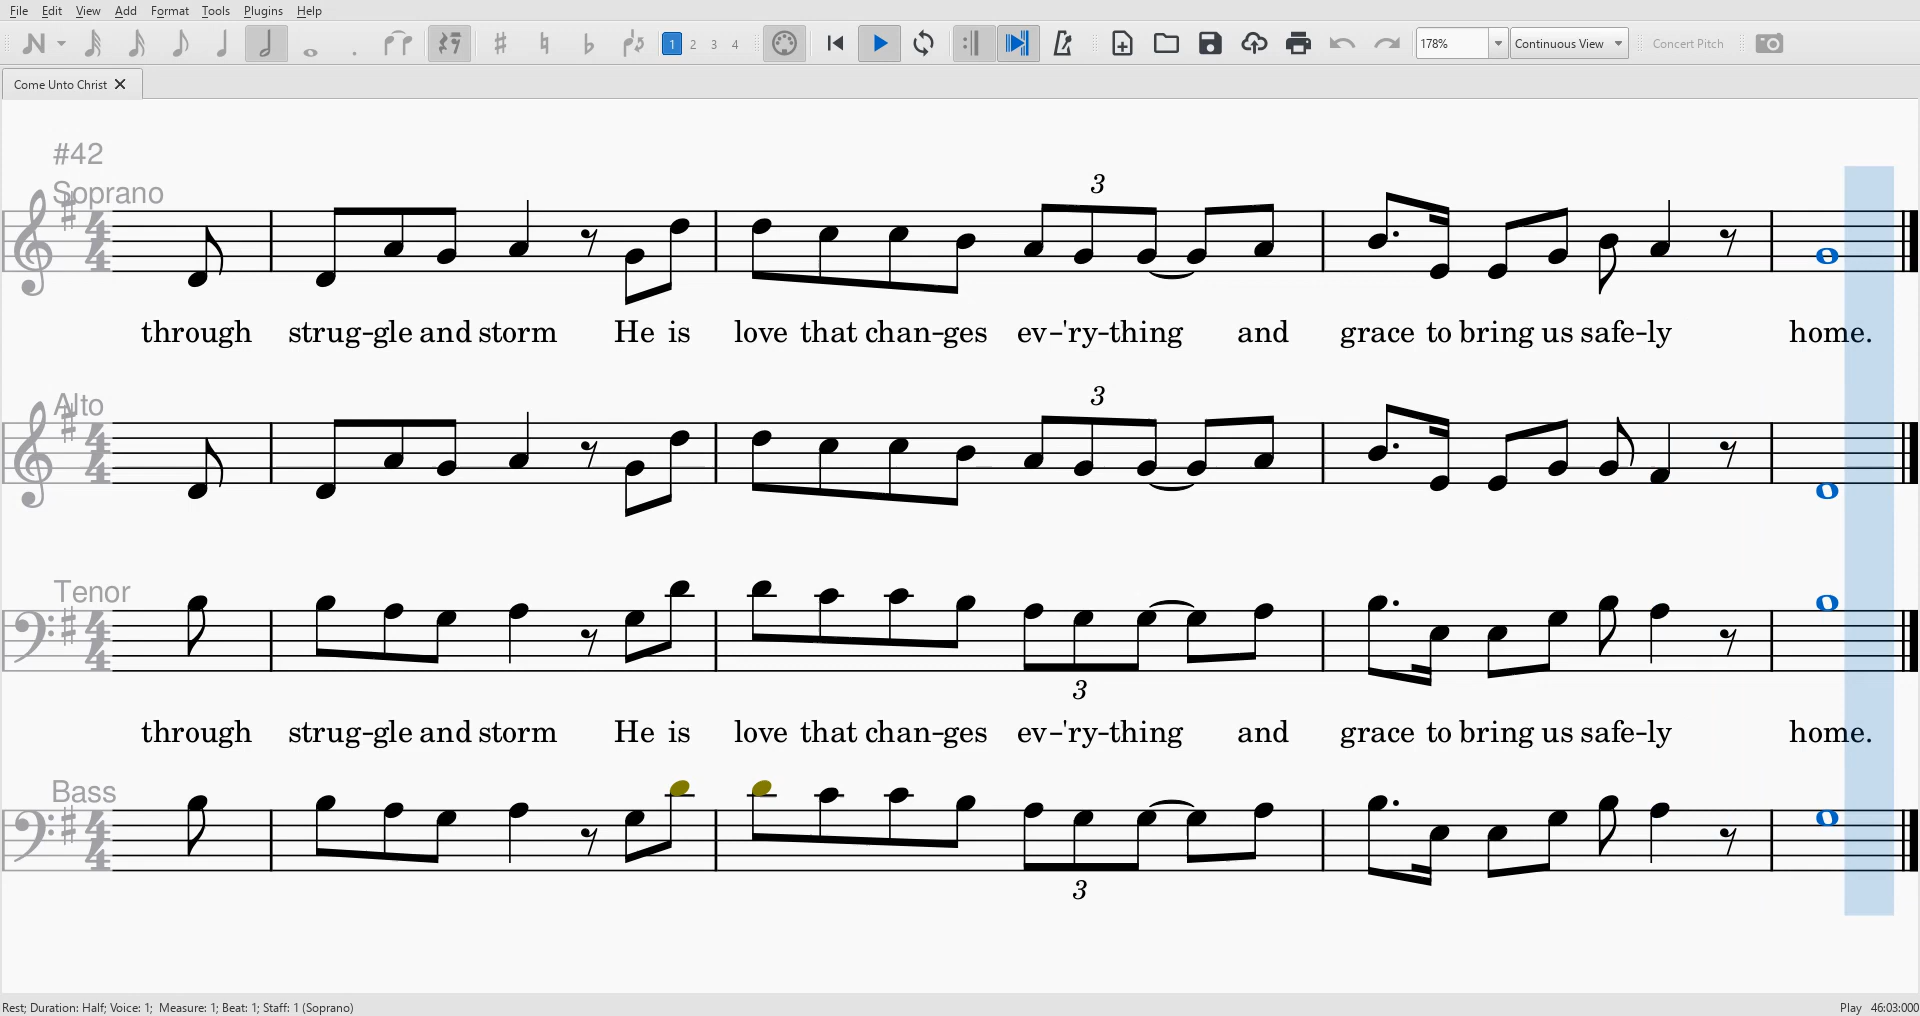 File Edit View Add Format Tools Plugins Help
1 2 3 4 178% Continuous View Concert Pitch
Come Unto Christ
#42
Soprano
3
through strug-gle and storm He is love that chan-ges ev-'ry-thing and grace to bring us safe-ly home.
Alto
3
Tenor
3
through strug-gle and storm He is love that chan-ges ev-'ry-thing and grace to bring us safe-ly home.
Bass
3
Rest; Duration: Half; Voice: 1; Measure: 1; Beat: 1; Staff: 1 (Soprano) Play 46:03:000